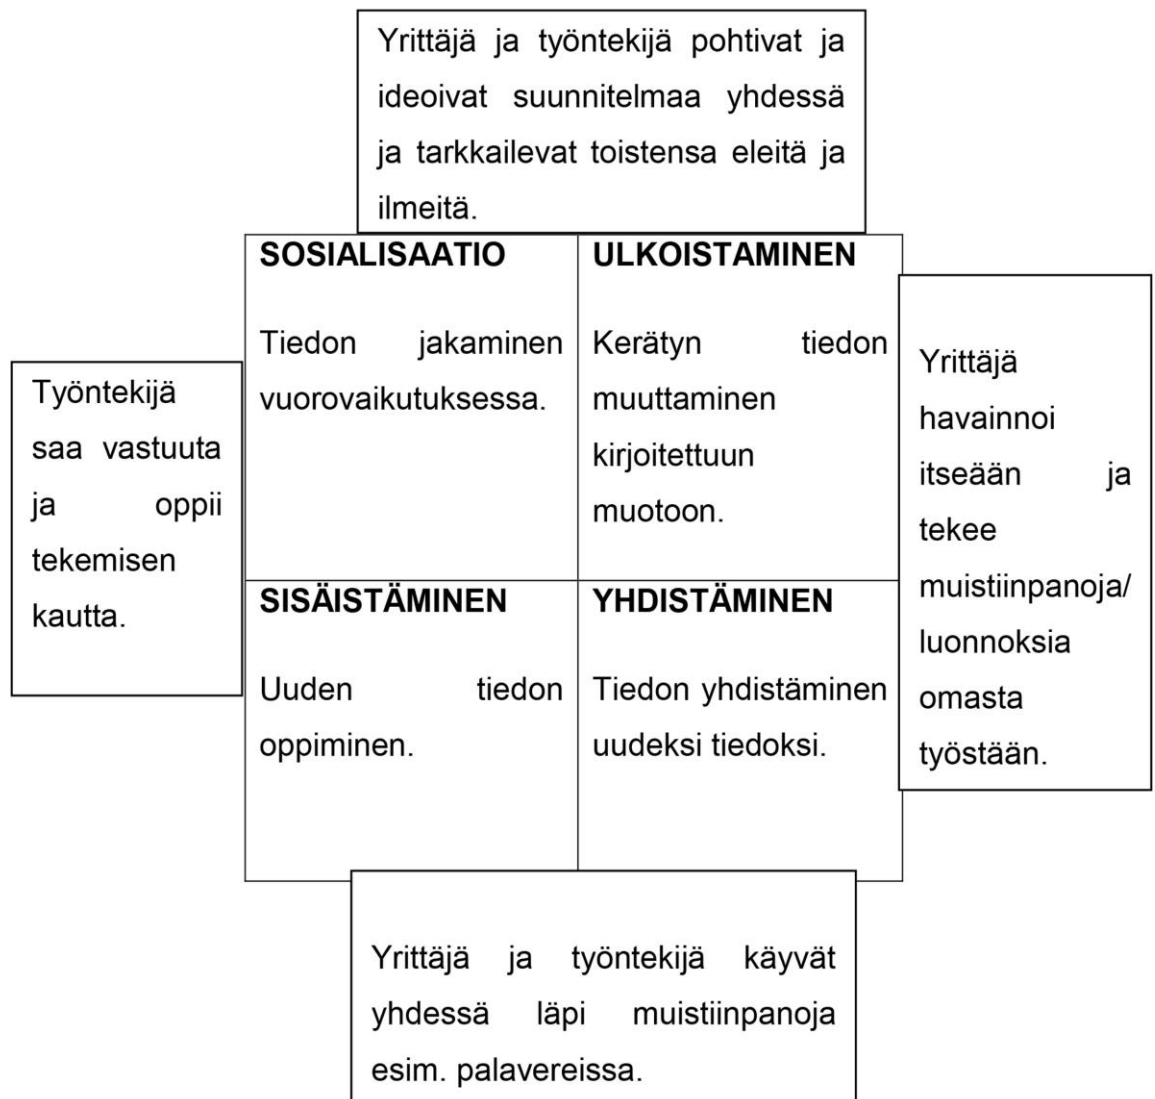 Yrittäjä ja työntekijä pohtivat ja
ideoivat suunnitelmaa yhdessä
ja tarkkailevat toistensa eleitä ja
ilmeitä.
SOSIALISAATIO
Tiedon jakaminen
vuorovaikutuksessa.
ULKOISTAMINEN
Kerätyn tiedon
muuttaminen
kirjoitettuun
muotoon.
Työntekijä
saa vastuuta
ja oppii
tekemisen
kautta.
Yrittäjä
havainnoi
itseään ja
tekee
muistiinpanoja/
luonnoksia
omasta
työstään.
SISÄISTÄMINEN
Uuden tiedon
oppiminen.
YHDISTÄMINEN
Tiedon yhdistäminen
uudeksi tiedoksi.
Yrittäjä ja työntekijä käyvät
yhdessä läpi muistiinpanoja
esim. palavereissa.